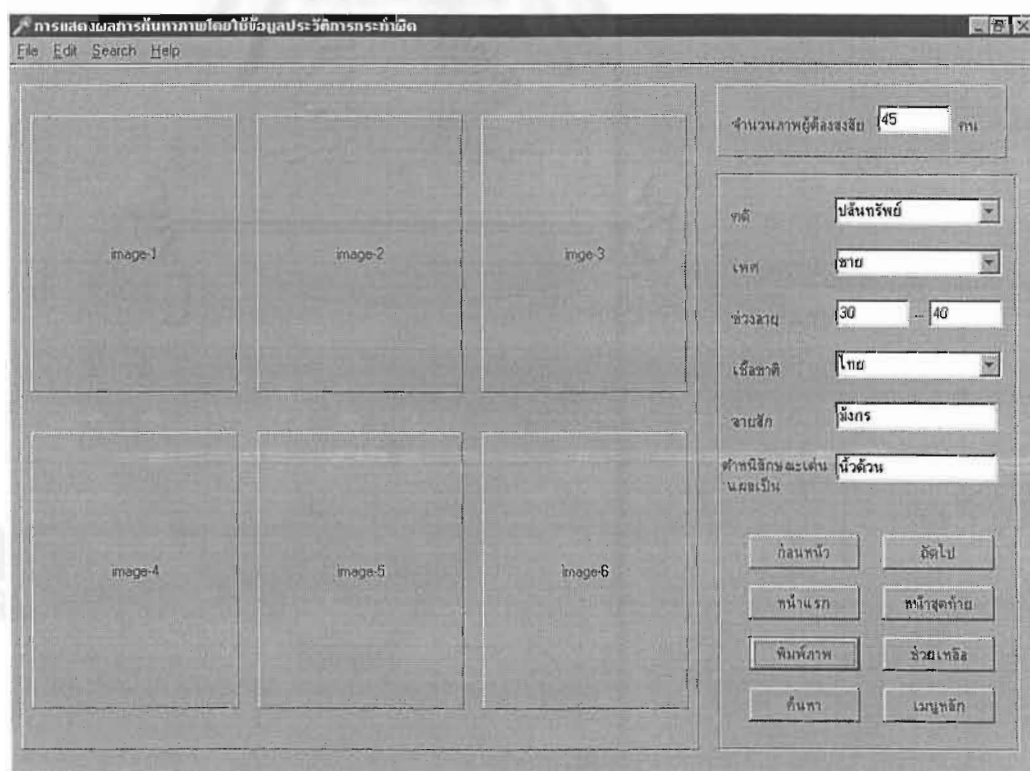 การแสดงผลการค้นหาภาพโดยใช้ข้อมูลประวัติการกระทำผิด
File Edit Search Help
จำนวนภาพผู้ต้องสงสัย 45 คน
image-1 image-2 imge-3
คดี ปล้นทรัพย์
เพศ ชาย
ช่วงอายุ 30 ... 40
เชื้อชาติ ไทย
ลายสัก มังกร
ตำหนิลักษณะเด่น นิ้วด้วน
แผลเป็น
image-4 image-5 image-6
ก่อนหน้า ถัดไป
หน้าแรก หน้าสุดท้าย
พิมพ์ภาพ ช่วยเหลือ
ค้นหา เมนูหลัก